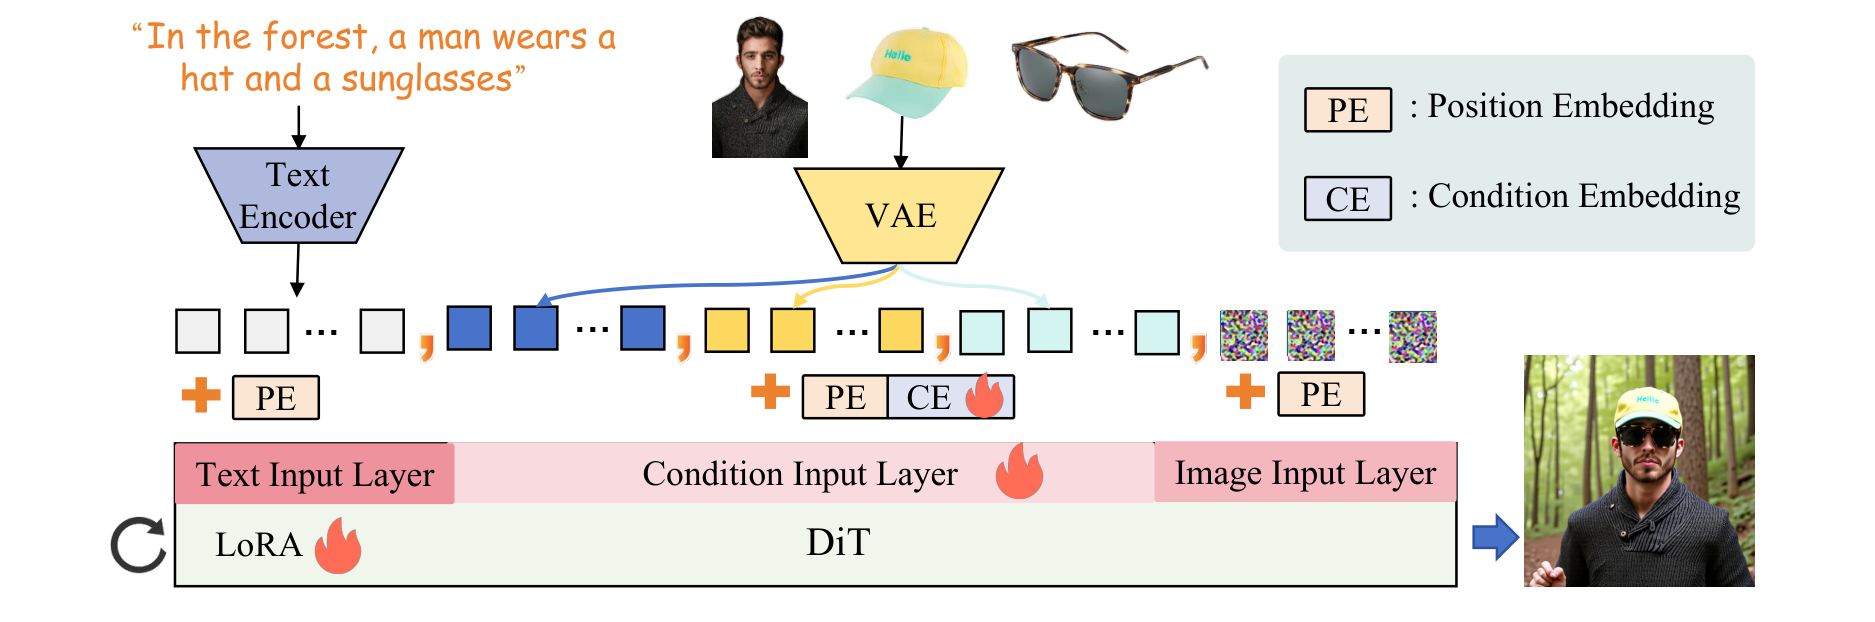 “In the forest, a man wears a
hat and a sunglasses”
Hello
PE : Position Embedding
CE : Condition Embedding
Text
Encoder
VAE
... , ... , ... , ... , ...
+ PE
+ PE CE
+ PE
Text Input Layer
Condition Input Layer
Image Input Layer
LoRA
DiT
Hello